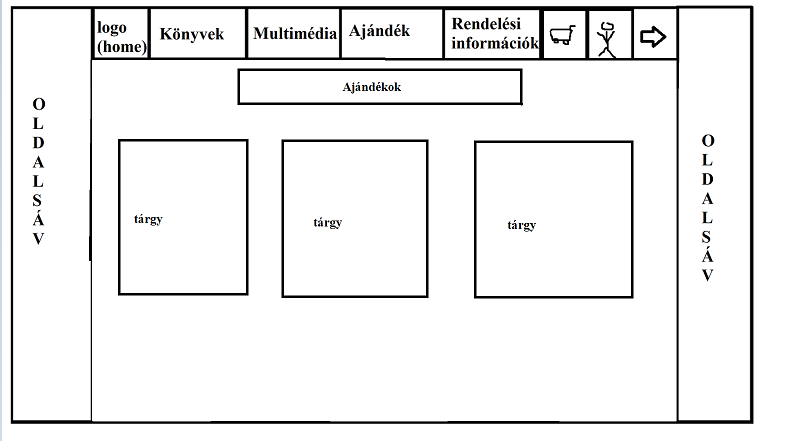 logo
(home)
Könyvek
Multimédia
Ajándék
Rendelési
információk
Ajándékok
O
L
D
A
L
S
Á
V
tárgy
tárgy
tárgy
O
L
D
A
L
S
Á
V